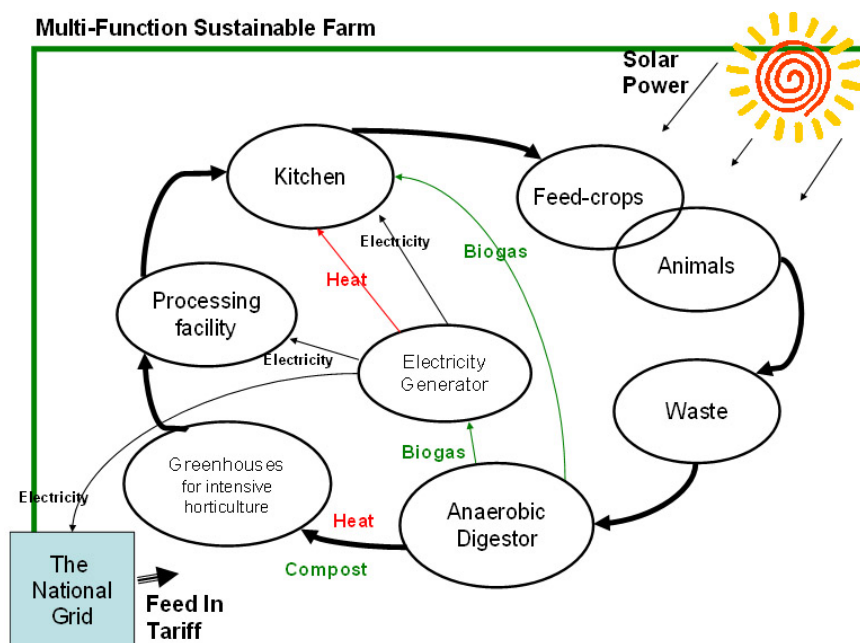 Multi-Function Sustainable Farm
Solar
Power
Kitchen
Feed-crops
Electricity
Biogas
Animals
Heat
Processing
facility
Electricity
Electricity
Generator
Waste
Biogas
Greenhouses
for intensive
horticulture
Electricity
Anaerobic
Digestor
Heat
Compost
The
National
Grid
Feed In
Tariff